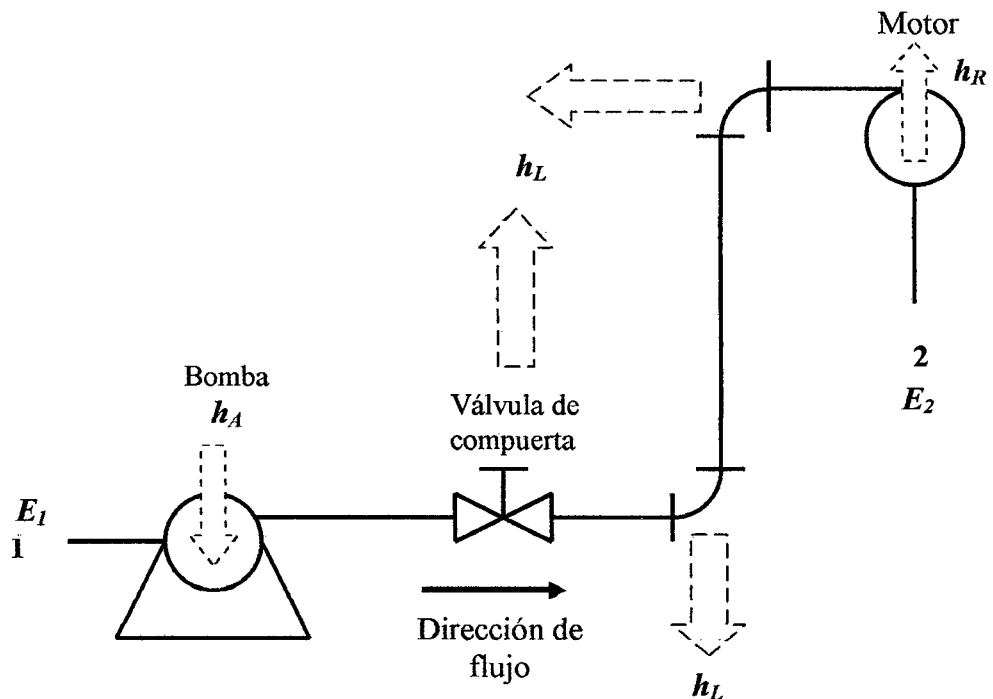 Motor
h_R
h_L
Bomba
h_A
Válvula de
compuerta
2
E_2
E_1
1
Dirección de
flujo
h_L